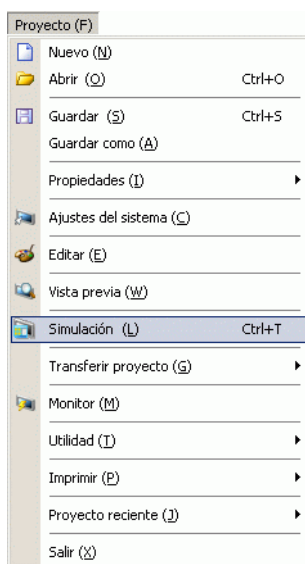 Proyecto (F)
Nuevo (N)
Abrir (O) Ctrl+O
Guardar (S) Ctrl+S
Guardar como (A)
Propiedades (I)
Ajustes del sistema (C)
Editar (E)
Vista previa (W)
Simulación (L) Ctrl+T
Transferir proyecto (G)
Monitor (M)
Utilidad (T)
Imprimir (P)
Proyecto reciente (J)
Salir (X)